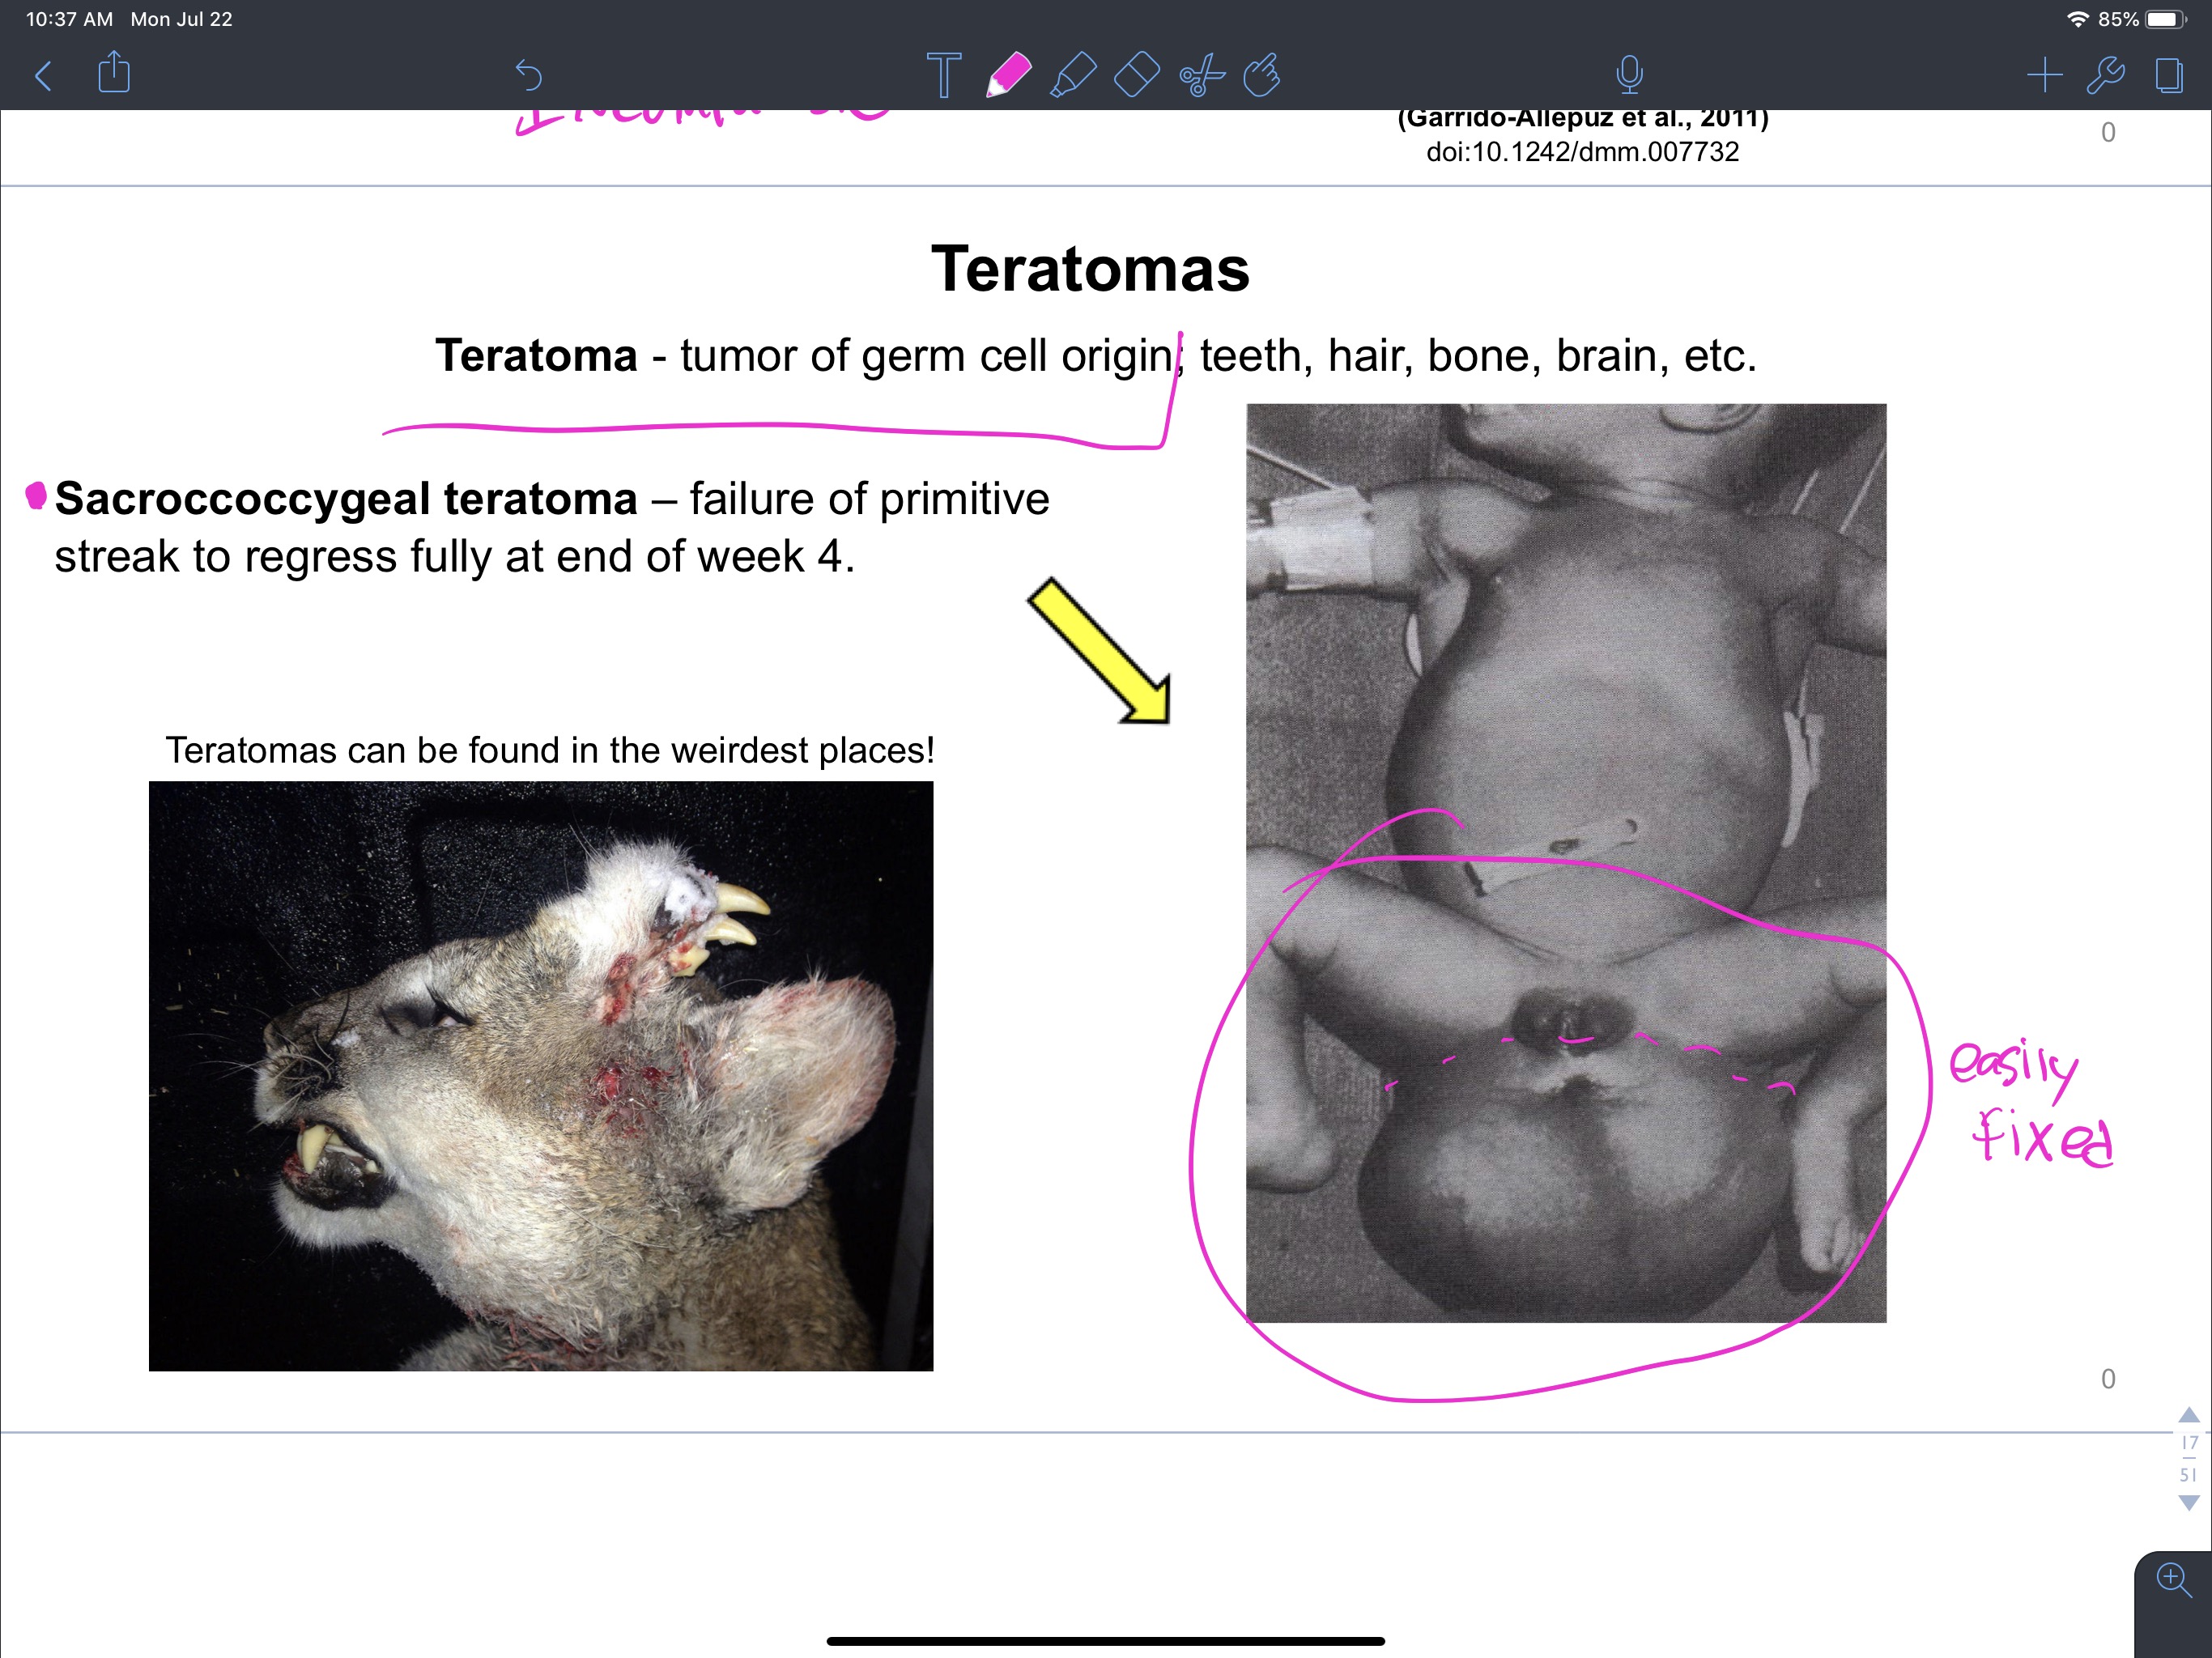 10:37 AM Mon Jul 22
85%
(Garrido-Allepuz et al., 2011)
doi:10.1242/dmm.007732
0
Teratomas
Teratoma - tumor of germ cell origin; teeth, hair, bone, brain, etc.
Sacroccoccygeal teratoma – failure of primitive
streak to regress fully at end of week 4.
Teratomas can be found in the weirdest places!
easily
fixed
0
17
51